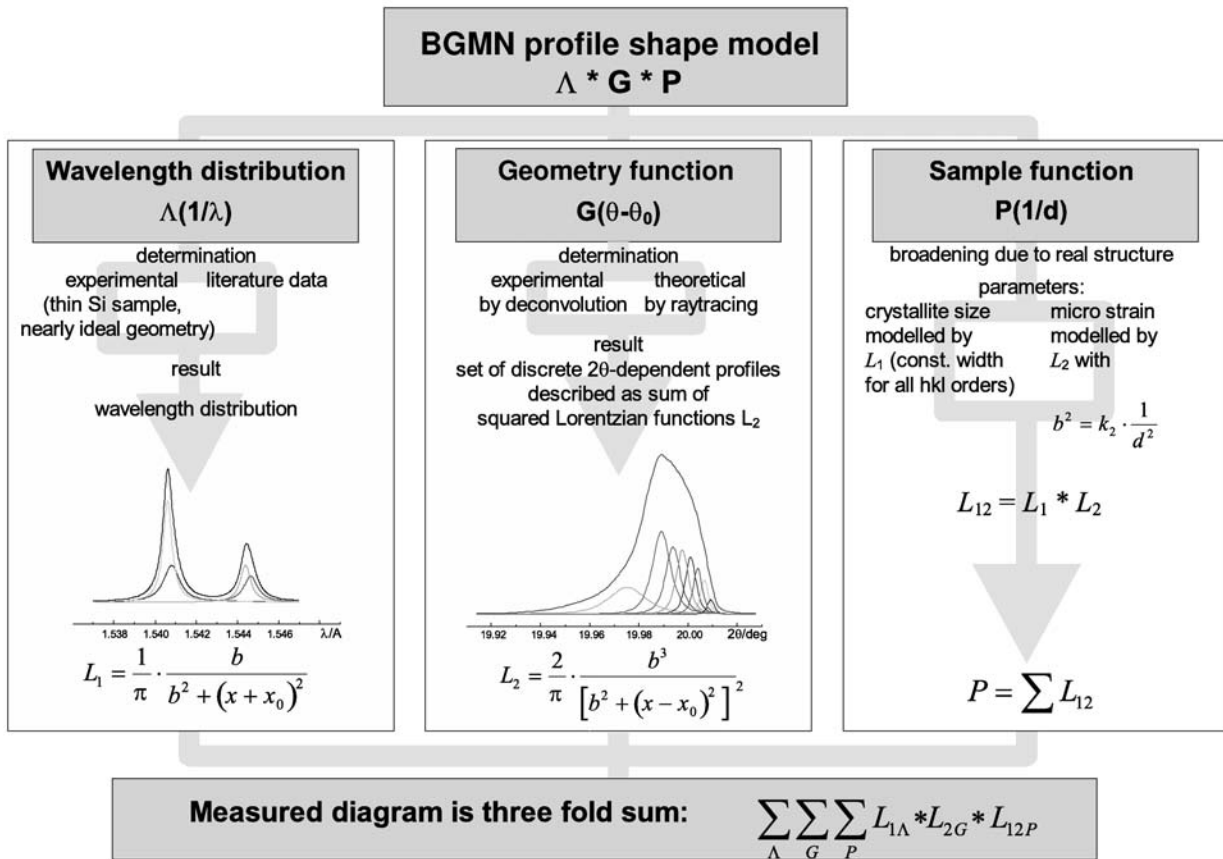 BGMN profile shape model
Λ * G * P
Wavelength distribution
Λ(1/λ)
determination
experimental literature data
(thin Si sample,
nearly ideal geometry)
result
wavelength distribution
1.538 1.540 1.542 1.544 1.546 λ/A
L₁ = 1/π · b/(b² + (x + x₀)²)
Geometry function
G(θ-θ₀)
determination
experimental theoretical
by deconvolution by raytracing
result
set of discrete 2θ-dependent profiles
described as sum of
squared Lorentzian functions L₂
19.92 19.94 19.96 19.98 20.00 2θ/deg
L₂ = 2/π · b³/[b² + (x − x₀)²]²
Sample function
P(1/d)
broadening due to real structure
parameters:
crystallite size micro strain
modelled by modelled by
L₁ (const. width L₂ with
for all hkl orders)
b² = k₂ · 1/d²
L₁₂ = L₁ * L₂
P = ∑ L₁₂
Measured diagram is three fold sum: ∑Λ ∑G ∑P L₁Λ * L₂G * L₁₂P